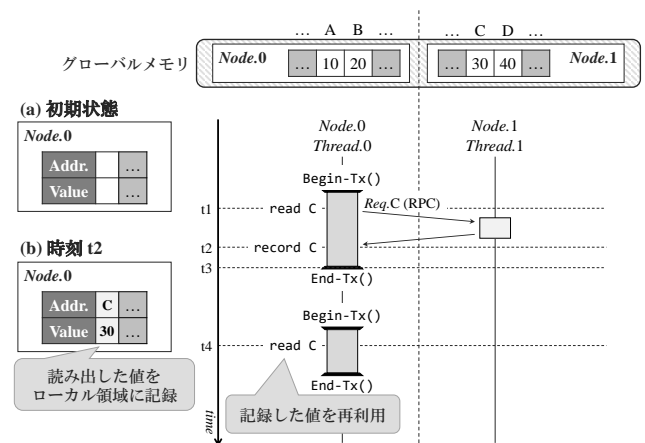 … A B …
… C D …
グローバルメモリ
Node.0
… 10 20 …
… 30 40 …
Node.1
(a) 初期状態
Node.0
Addr. …
Value …
(b) 時刻 t2
Node.0
Addr. C …
Value 30 …
読み出した値を
ローカル領域に記録
Node.0
Thread.0
Node.1
Thread.1
Begin-Tx()
t1 read C
Req.C (RPC)
t2 record C
t3
End-Tx()
Begin-Tx()
t4 read C
End-Tx()
記録した値を再利用
time